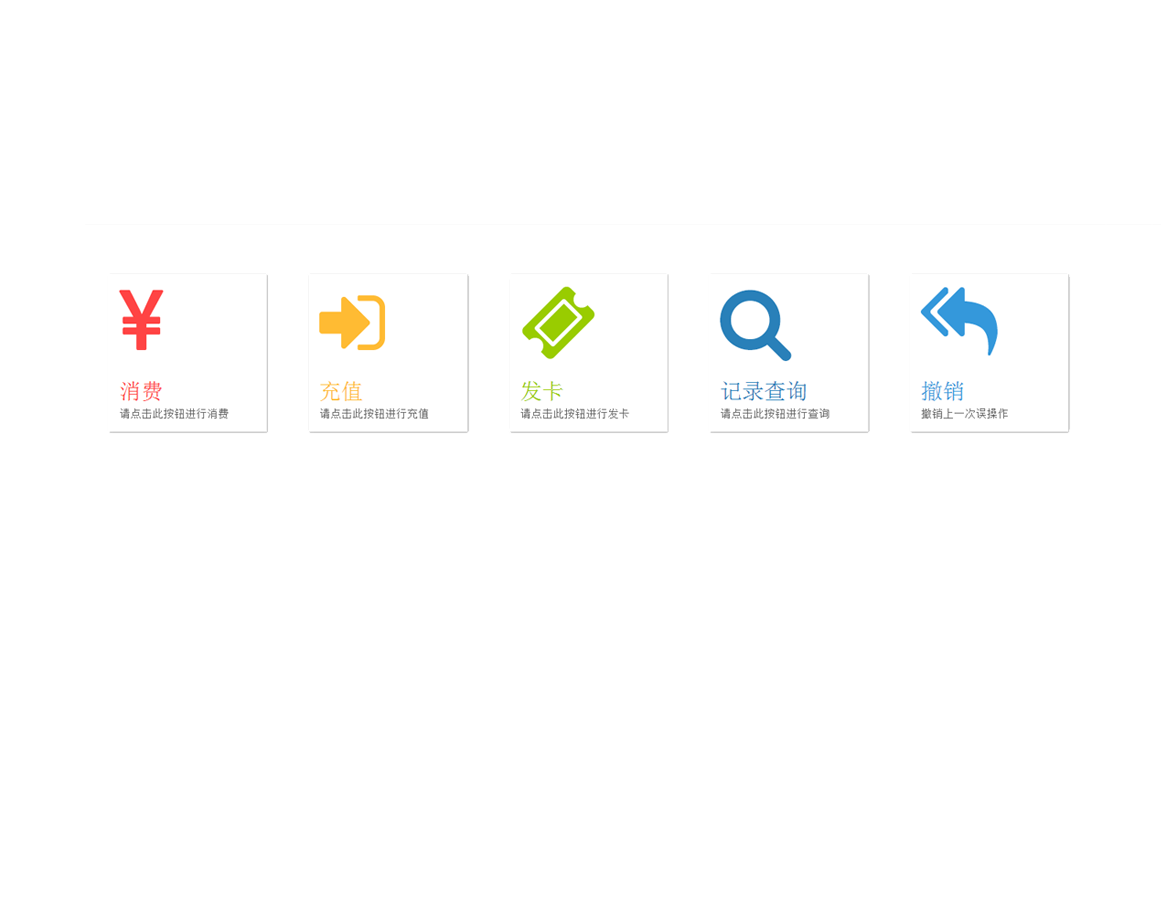 消费
请点击此按钮进行消费
充值
请点击此按钮进行充值
发卡
请点击此按钮进行发卡
记录查询
请点击此按钮进行查询
撤销
撤销上一次误操作